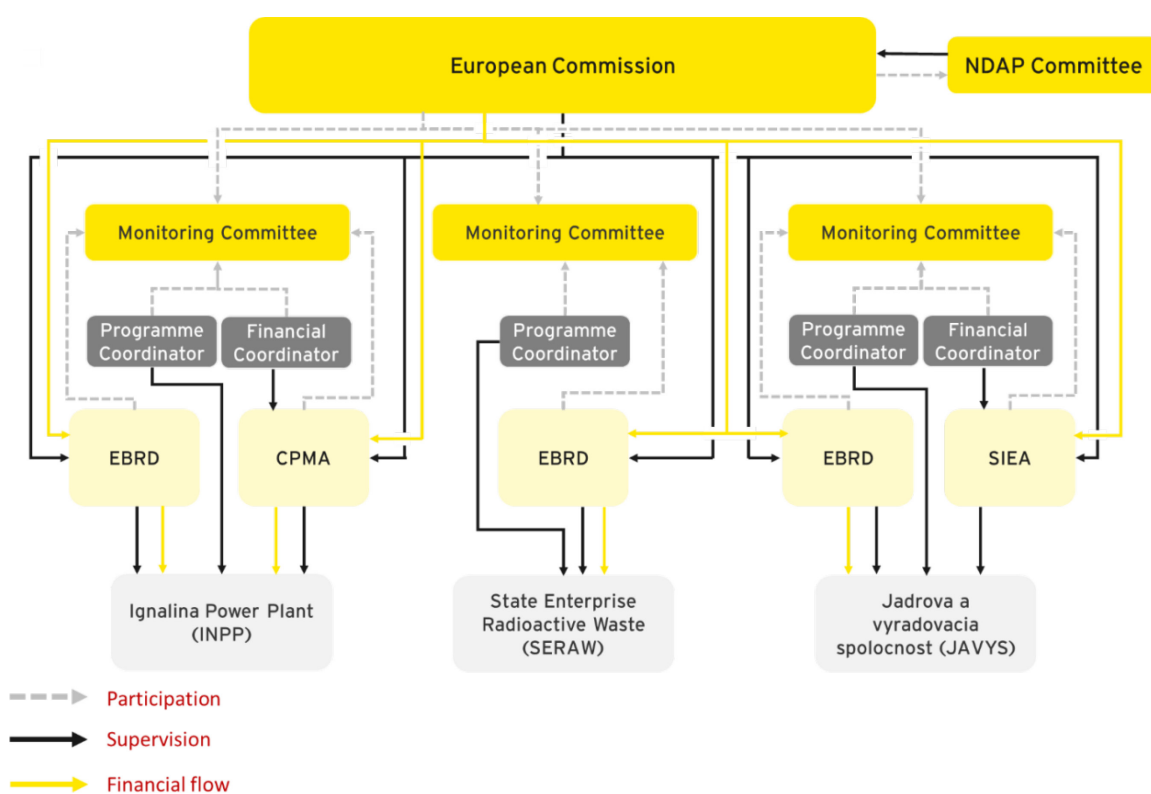 European Commission
NDAP Committee
Monitoring Committee
Monitoring Committee
Monitoring Committee
Programme
Coordinator
Financial
Coordinator
Programme
Coordinator
Programme
Coordinator
Financial
Coordinator
EBRD
CPMA
EBRD
EBRD
SIEA
Ignalina Power Plant
(INPP)
State Enterprise
Radioactive Waste
(SERAW)
Jadrova a
vyradovacia
spolocnost (JAVYS)
Participation
Supervision
Financial flow